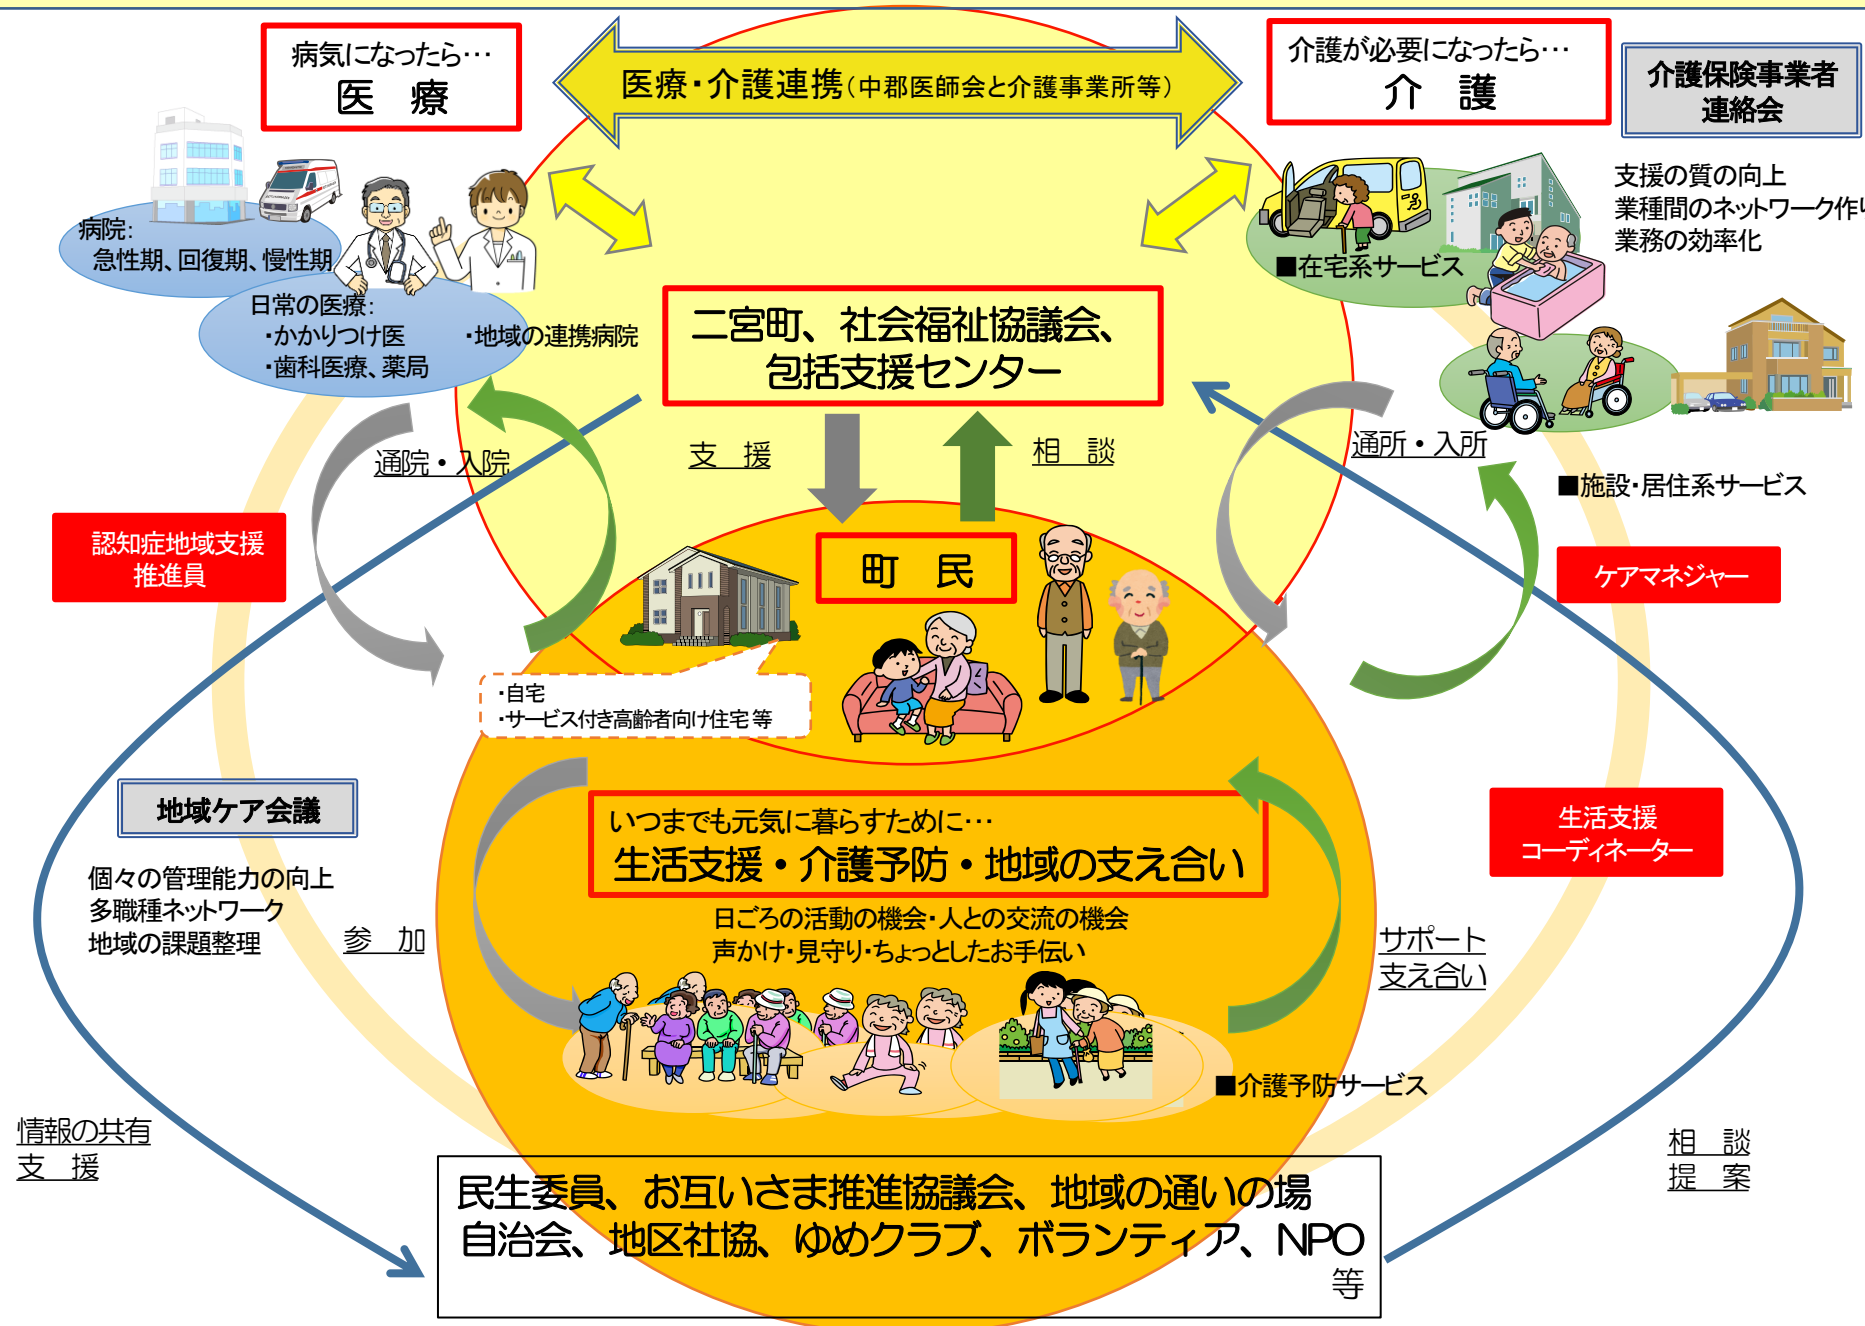 病気になったら…
医　療
医療・介護連携(中郡医師会と介護事業所等)
介護が必要になったら…
介　護
介護保険事業者
連絡会
支援の質の向上
業種間のネットワーク作り
業務の効率化
病院:
急性期、回復期、慢性期
日常の医療:
・かかりつけ医
・地域の連携病院
・歯科医療、薬局
■在宅系サービス
二宮町、社会福祉協議会、
包括支援センター
通院・入院
支　援
相　談
通所・入所
■施設・居住系サービス
認知症地域支援
推進員
町　民
ケアマネジャー
・自宅
・サービス付き高齢者向け住宅 等
地域ケア会議
個々の管理能力の向上
多職種ネットワーク
地域の課題整理
いつまでも元気に暮らすために…
生活支援・介護予防・地域の支え合い
生活支援
コーディネーター
日ごろの活動の機会・人との交流の機会
声かけ・見守り・ちょっとしたお手伝い
参　加
サポート
支え合い
■介護予防サービス
情報の共有
支　援
相　談
提　案
民生委員、お互いさま推進協議会、地域の通いの場
自治会、地区社協、ゆめクラブ、ボランティア、NPO
等